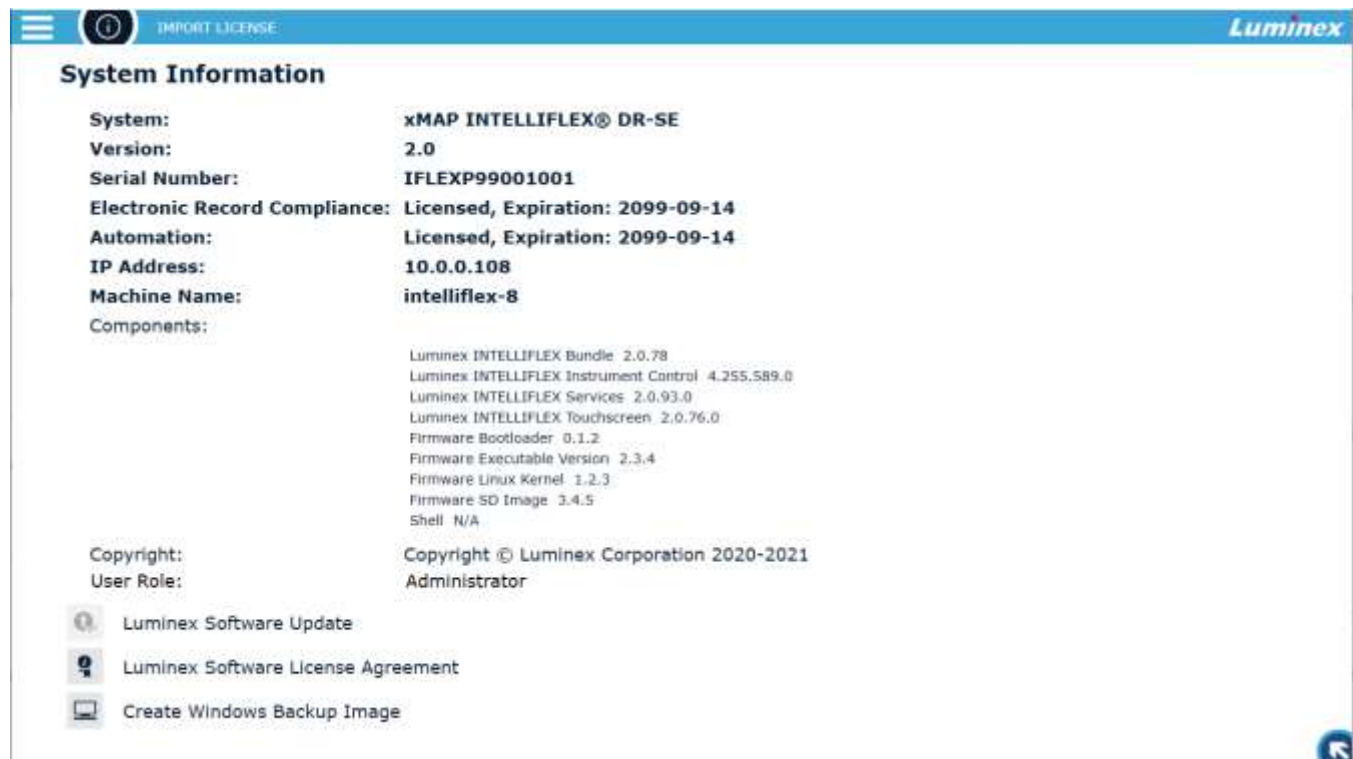 IMPORT LICENSE
Luminex
System Information
System: xMAP INTELLIFLEX® DR-SE
Version: 2.0
Serial Number: IFLEXP99001001
Electronic Record Compliance: Licensed, Expiration: 2099-09-14
Automation: Licensed, Expiration: 2099-09-14
IP Address: 10.0.0.108
Machine Name: intelliflex-8
Components:
Luminex INTELLIFLEX Bundle 2.0.78
Luminex INTELLIFLEX Instrument Control 4.255.589.0
Luminex INTELLIFLEX Services 2.0.93.0
Luminex INTELLIFLEX Touchscreen 2.0.76.0
Firmware Bootloader 0.1.2
Firmware Executable Version 2.3.4
Firmware Linux Kernel 1.2.3
Firmware SD Image 3.4.5
Shell N/A
Copyright: Copyright © Luminex Corporation 2020-2021
User Role: Administrator
Luminex Software Update
Luminex Software License Agreement
Create Windows Backup Image